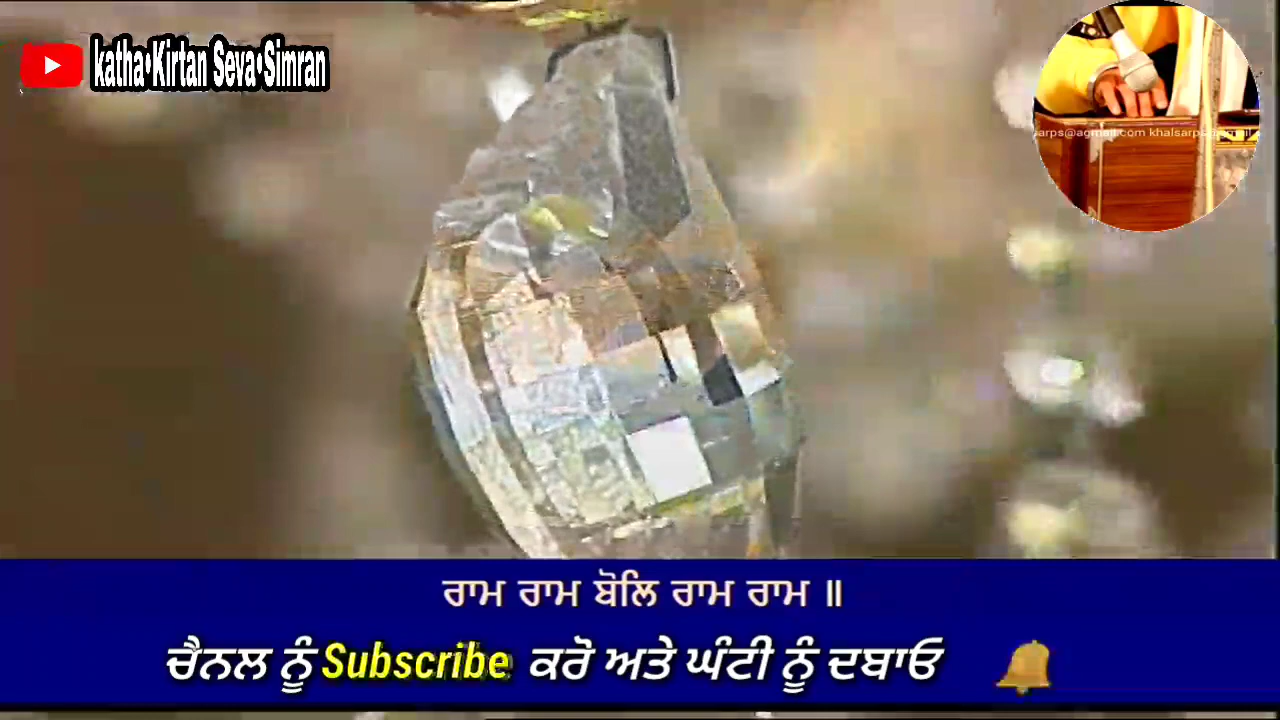 katha•Kirtan Seva•Simran
ਰਾਮ ਰਾਮ ਬੋਲਿ ਰਾਮ ਰਾਮ ॥
ਚੈਨਲ ਨੂੰ Subscribe ਕਰੋ ਅਤੇ ਘੰਟੀ ਨੂੰ ਦਬਾਓ